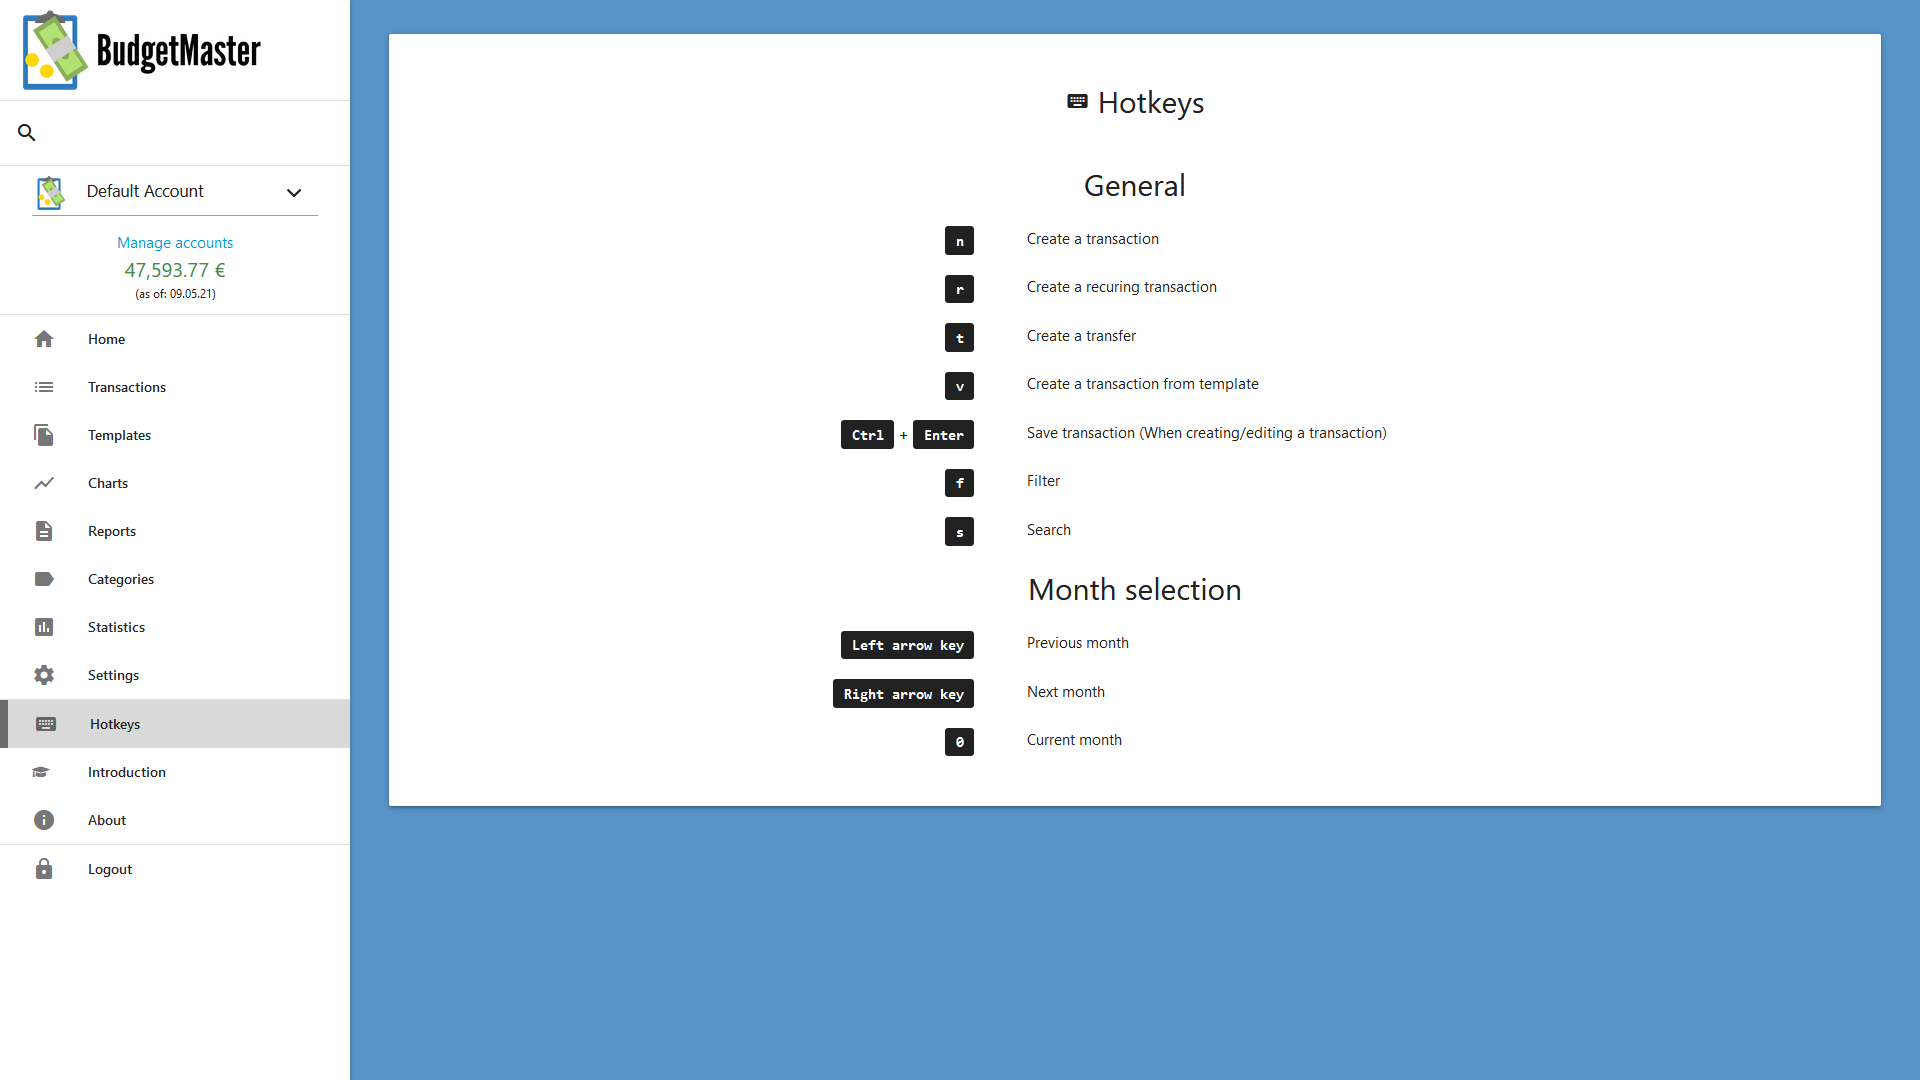 BudgetMaster
Default Account
Manage accounts
47,593.77 €
(as of: 09.05.21)
Home
Transactions
Templates
Charts
Reports
Categories
Statistics
Settings
Hotkeys
Introduction
About
Logout
Hotkeys
General
n Create a transaction
r Create a recuring transaction
t Create a transfer
v Create a transaction from template
Ctrl + Enter Save transaction (When creating/editing a transaction)
f Filter
s Search
Month selection
Left arrow key Previous month
Right arrow key Next month
0 Current month